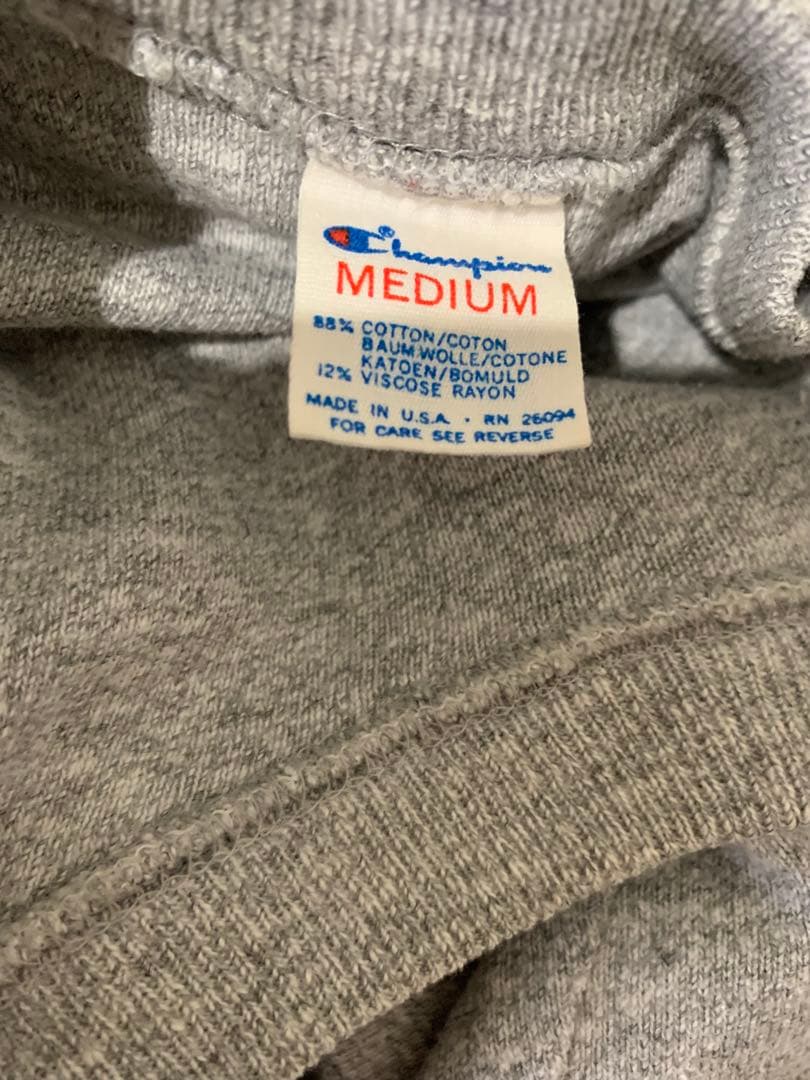 Champion®
MEDIUM
88% COTTON/COTON
BAUMWOLLE/COTONE
KATOEN/BOMULD
12% VISCOSE RAYON
MADE IN U.S.A. · RN 26094
FOR CARE SEE REVERSE